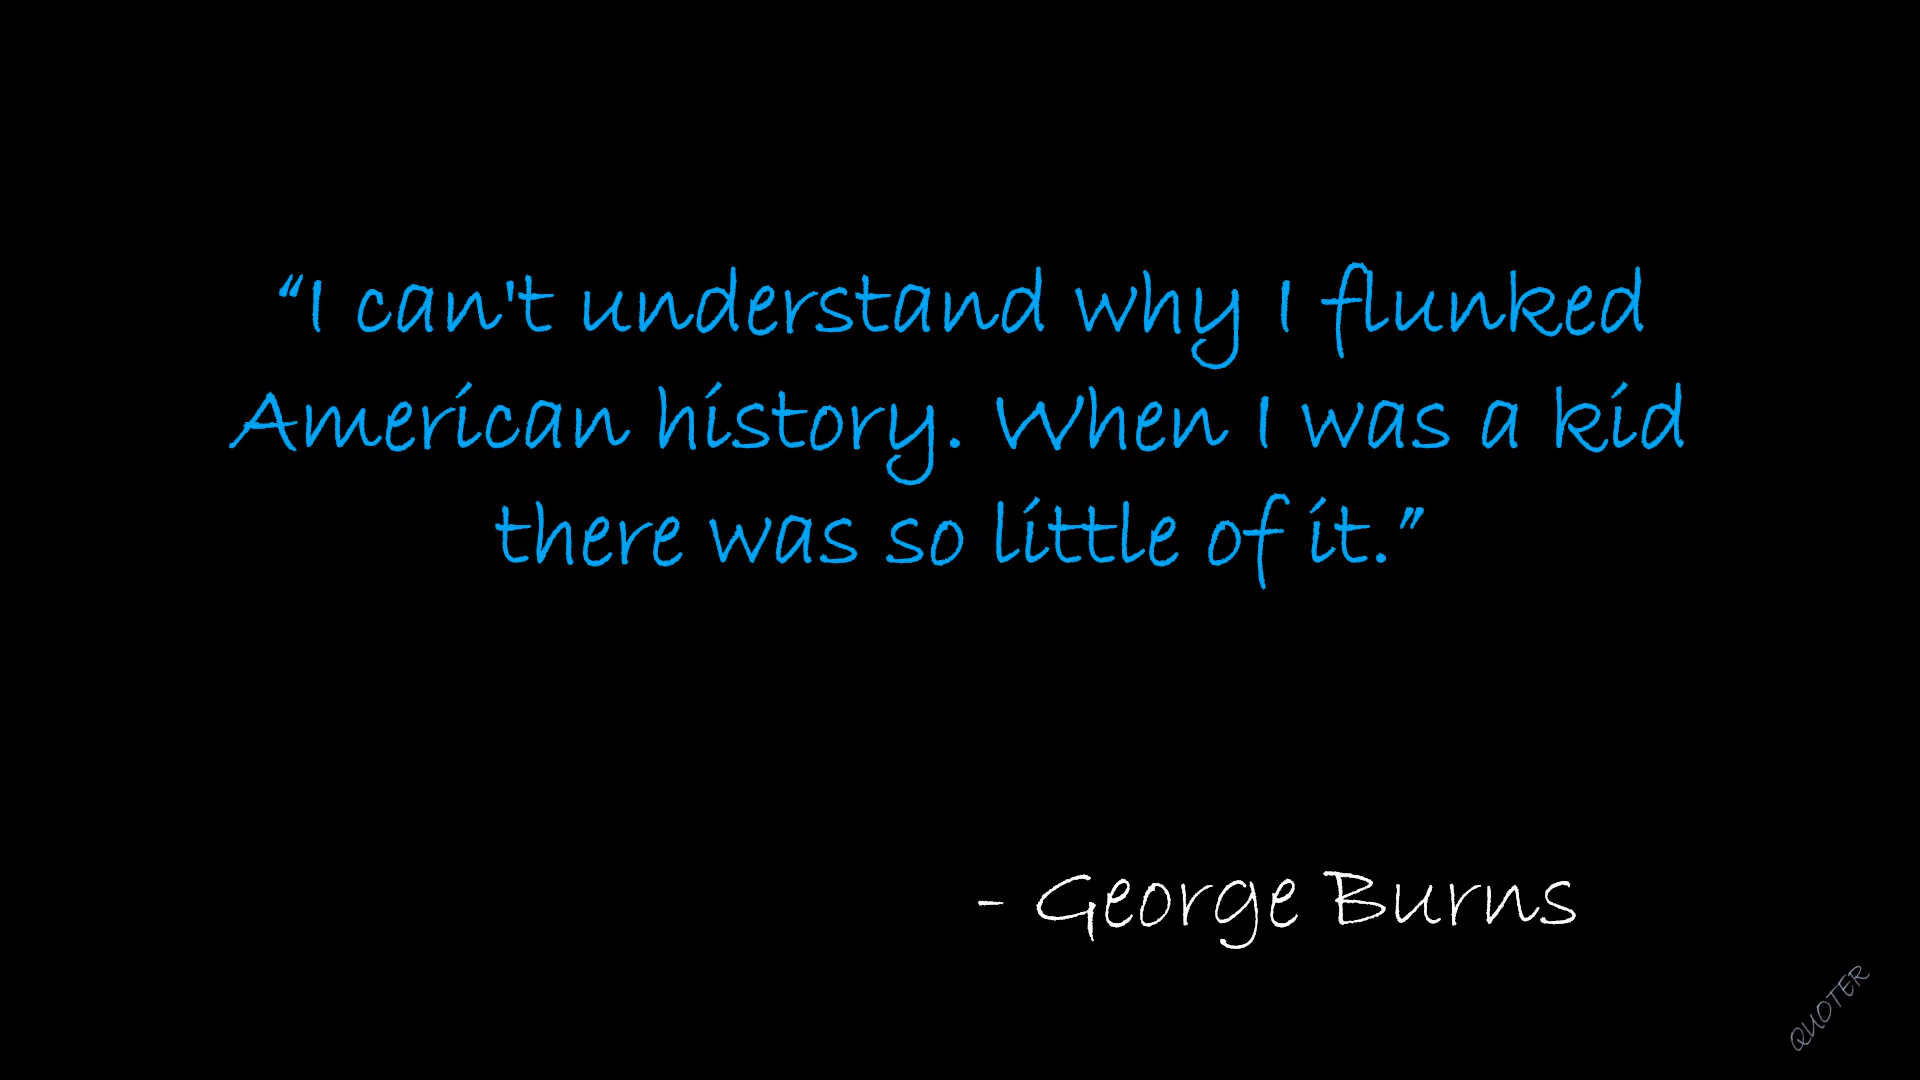 “I can't understand why I flunked
American history. When I was a kid
there was so little of it.”
- George Burns
QUOTER